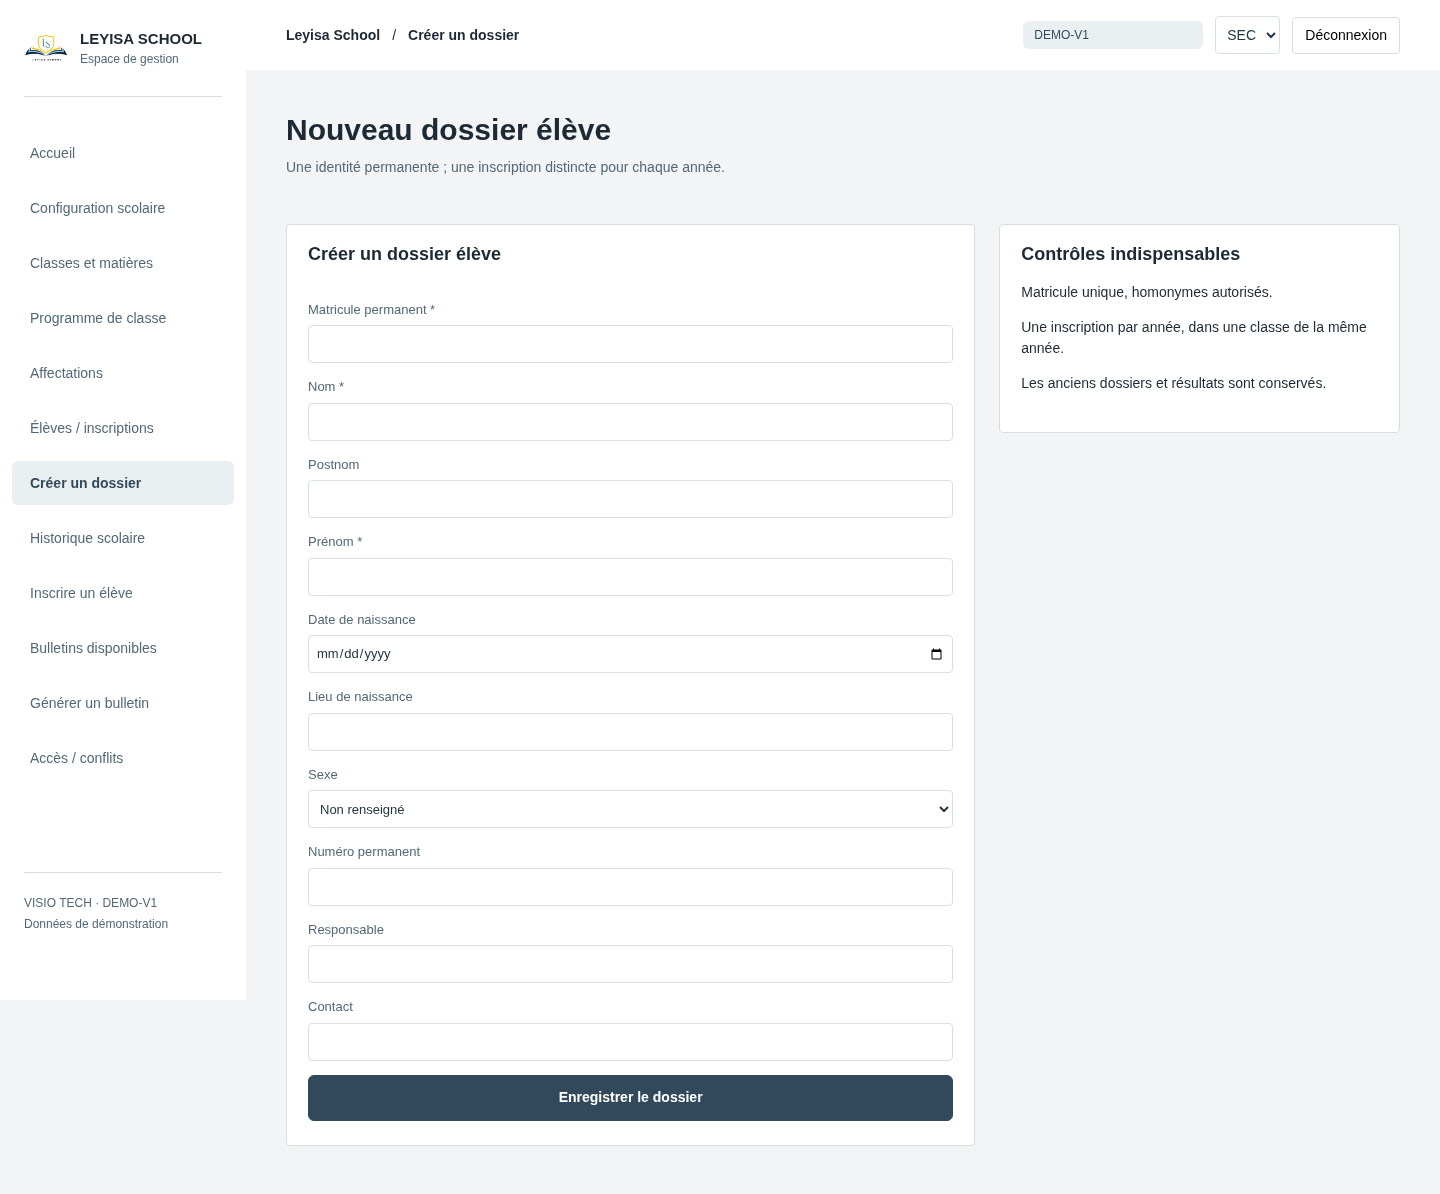 LEYISA SCHOOL
Espace de gestion
Accueil
Configuration scolaire
Classes et matières
Programme de classe
Affectations
Élèves / inscriptions
Créer un dossier
Historique scolaire
Inscrire un élève
Bulletins disponibles
Générer un bulletin
Accès / conflits
VISIO TECH · DEMO-V1
Données de démonstration
Leyisa School / Créer un dossier
DEMO-V1
SEC
Déconnexion
Nouveau dossier élève
Une identité permanente ; une inscription distincte pour chaque année.
Créer un dossier élève
Matricule permanent *
Nom *
Postnom
Prénom *
Date de naissance
mm/dd/yyyy
Lieu de naissance
Sexe
Non renseigné
Numéro permanent
Responsable
Contact
Enregistrer le dossier
Contrôles indispensables
Matricule unique, homonymes autorisés.
Une inscription par année, dans une classe de la même
année.
Les anciens dossiers et résultats sont conservés.